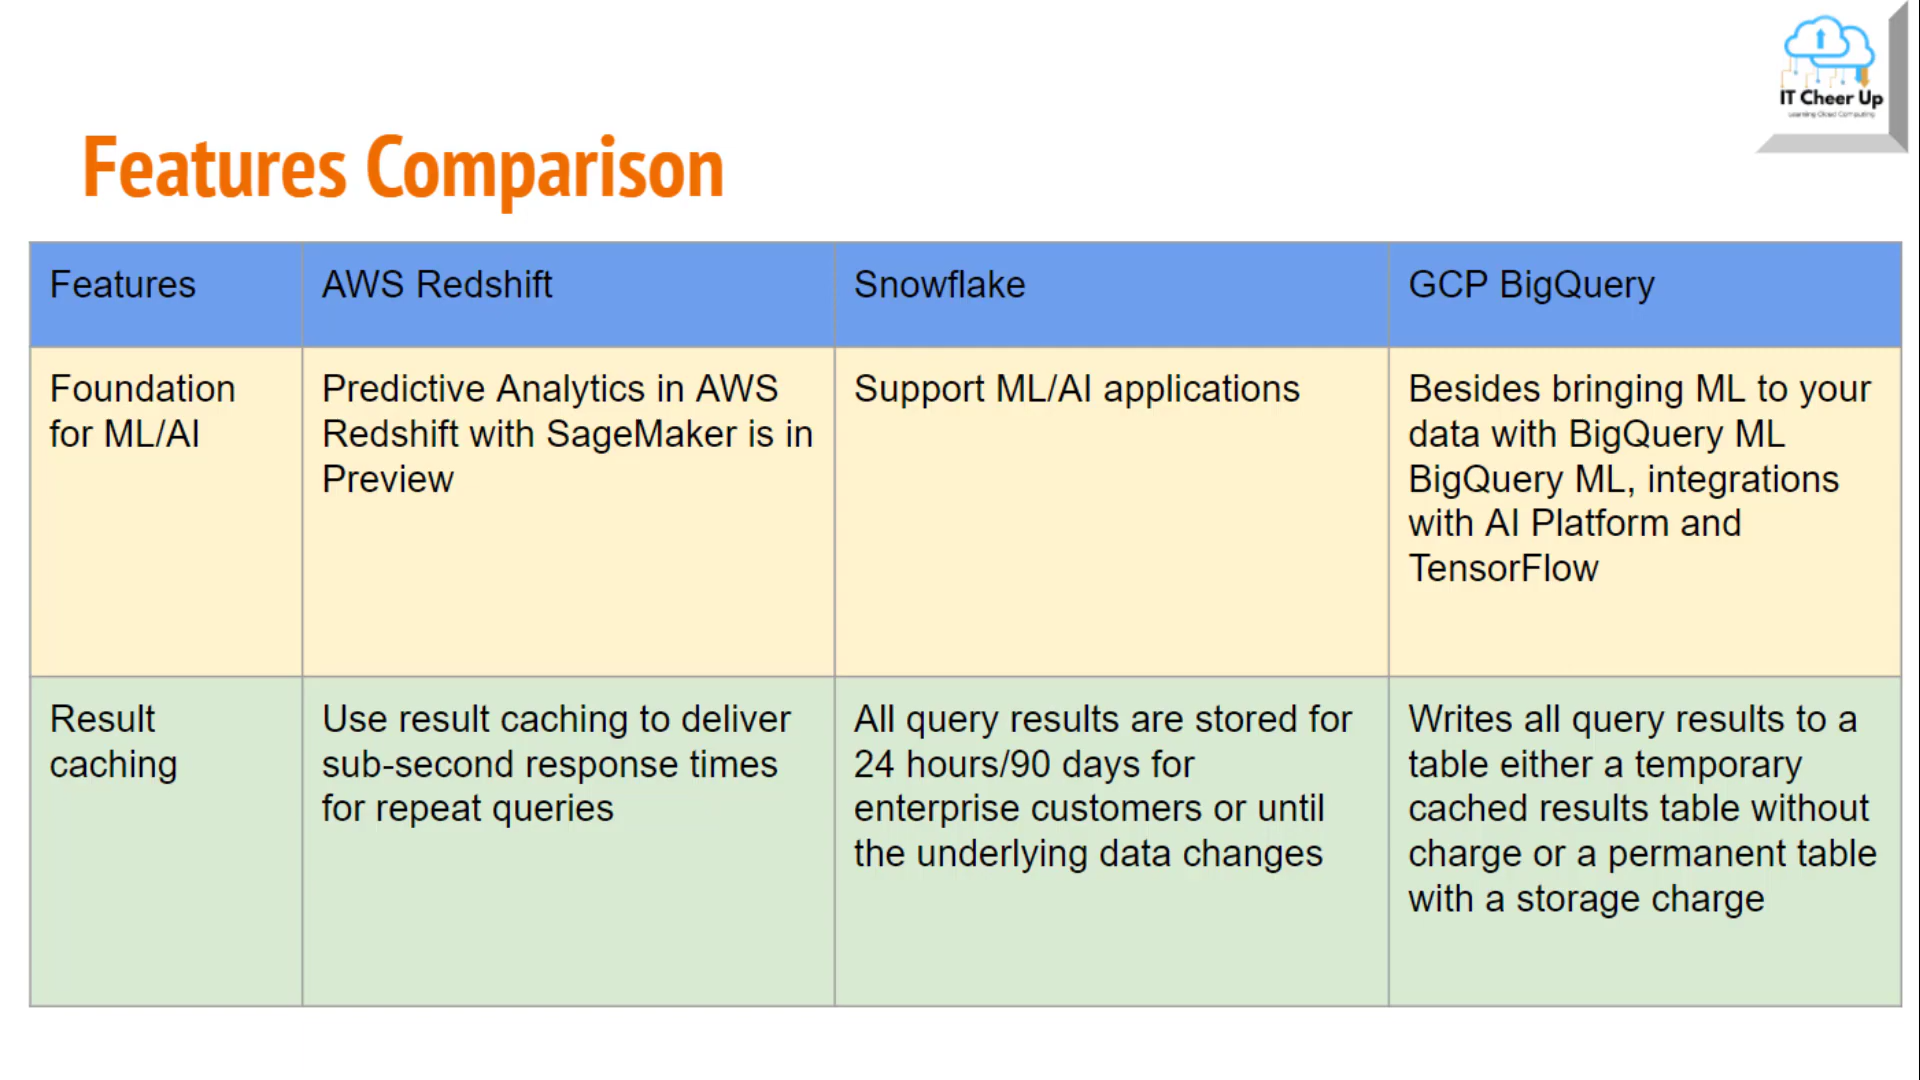 IT Cheer Up
Learning Cloud Computing
Features Comparison
Features
AWS Redshift
Snowflake
GCP BigQuery
Foundation
for ML/AI
Predictive Analytics in AWS
Redshift with SageMaker is in
Preview
Support ML/AI applications
Besides bringing ML to your
data with BigQuery ML
BigQuery ML, integrations
with AI Platform and
TensorFlow
Result
caching
Use result caching to deliver
sub-second response times
for repeat queries
All query results are stored for
24 hours/90 days for
enterprise customers or until
the underlying data changes
Writes all query results to a
table either a temporary
cached results table without
charge or a permanent table
with a storage charge